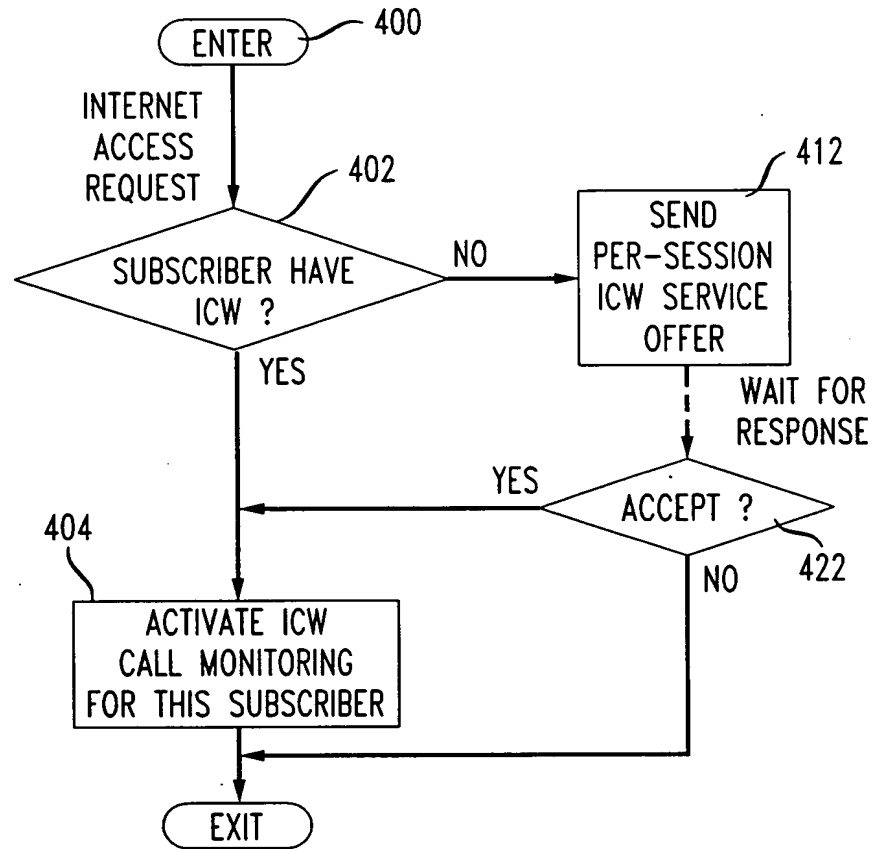 ENTER
400
INTERNET
ACCESS
REQUEST
402
SUBSCRIBER HAVE
ICW ?
NO
412
SEND
PER-SESSION
ICW SERVICE
OFFER
YES
WAIT FOR
RESPONSE
YES
ACCEPT ?
422
NO
404
ACTIVATE ICW
CALL MONITORING
FOR THIS SUBSCRIBER
EXIT